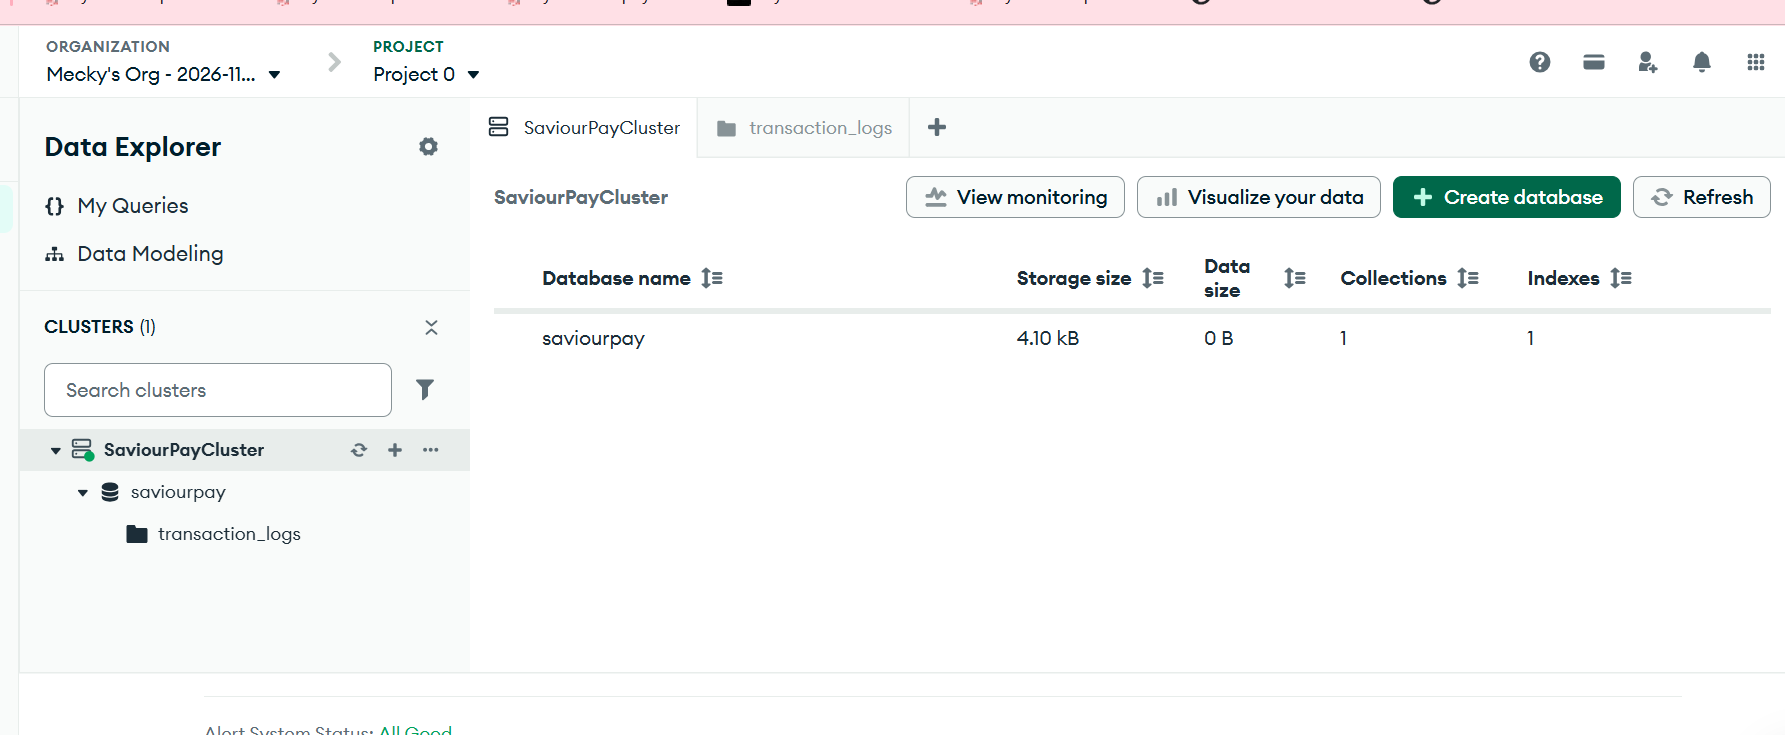 ORGANIZATION
Mecky's Org - 2026-11...
PROJECT
Project 0
Data Explorer
My Queries
Data Modeling
CLUSTERS (1)
Search clusters
SaviourPayCluster
saviourpay
transaction_logs
SaviourPayCluster
transaction_logs
SaviourPayCluster
View monitoring
Visualize your data
Create database
Refresh
Database name
Storage size
Data
size
Collections
Indexes
saviourpay 4.10 kB 0 B 1 1
Alert System Status: All Good